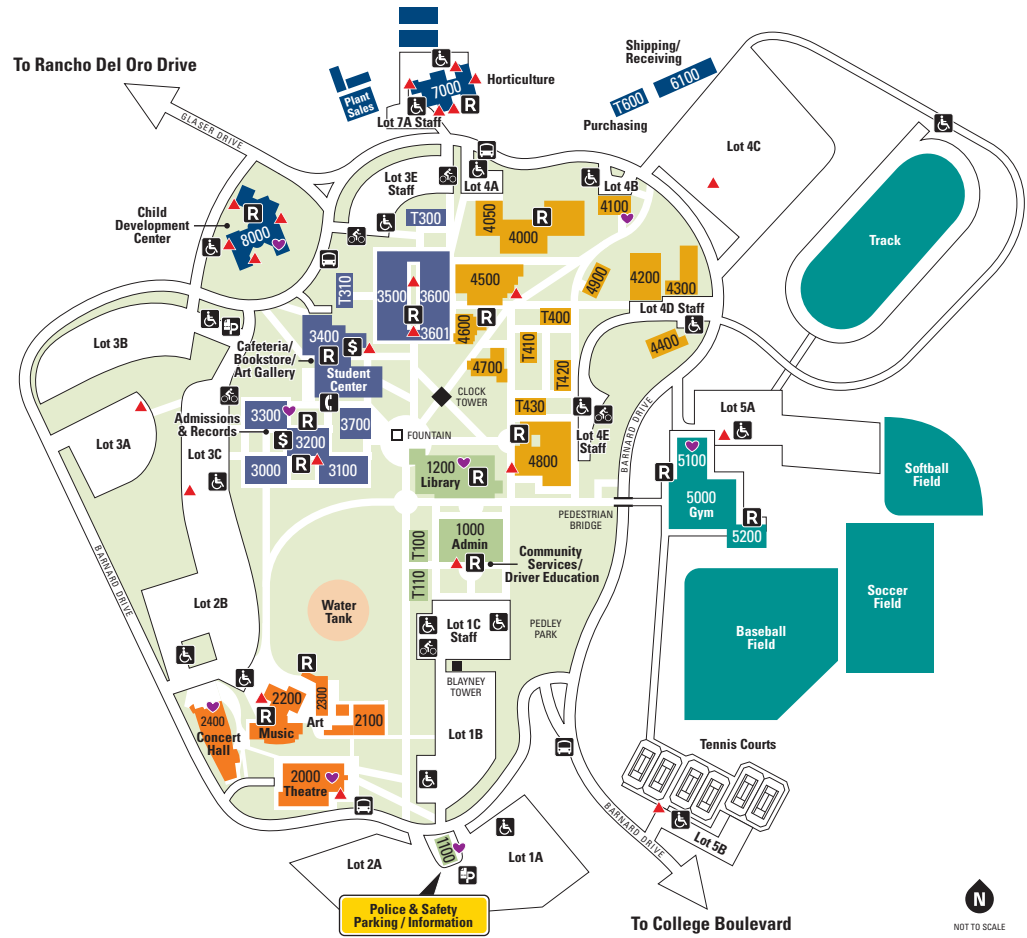 To Rancho Del Oro Drive
GLASER DRIVE
Plant
Sales
7000
Horticulture
R
Lot 7A Staff
Shipping/
Receiving
6100
T600
Purchasing
Lot 4C
Track
Lot 3E
Staff
Lot 4A
Lot 4B
4100
Child
Development
Center
R
8000
T300
4050
R
4000
T310
3500
3600
R
3601
4500
4600
R
4900
4200
4300
Lot 4D Staff
T400
4400
P
Lot 3B
Cafeteria/
Bookstore/
Art Gallery
3400
R
$
Student
Center
4700
T410
T420
CLOCK
TOWER
T430
Lot 3A
Admissions
& Records
Lot 3C
3300
R
$
3200
3700
3000
R
3100
FOUNTAIN
R
4800
Lot 4E
Staff
BARNARD DRIVE
Lot 5A
5100
R
5000
Gym
R
5200
Softball
Field
1200
Library
R
PEDESTRIAN
BRIDGE
1000
Admin
R
T100
T110
Community
Services/
Driver Education
BARNARD DRIVE
Lot 2B
Water
Tank
Lot 1C
Staff
PEDLEY
PARK
Baseball
Field
Soccer
Field
BLAYNEY
TOWER
R
2200
2300
R
Music
Art
2100
2400
Concert
Hall
Lot 1B
2000
Theatre
Tennis Courts
BARNARD DRIVE
Lot 5B
Lot 2A
1100
Lot 1A
P
Police & Safety
Parking / Information
To College Boulevard
N
NOT TO SCALE